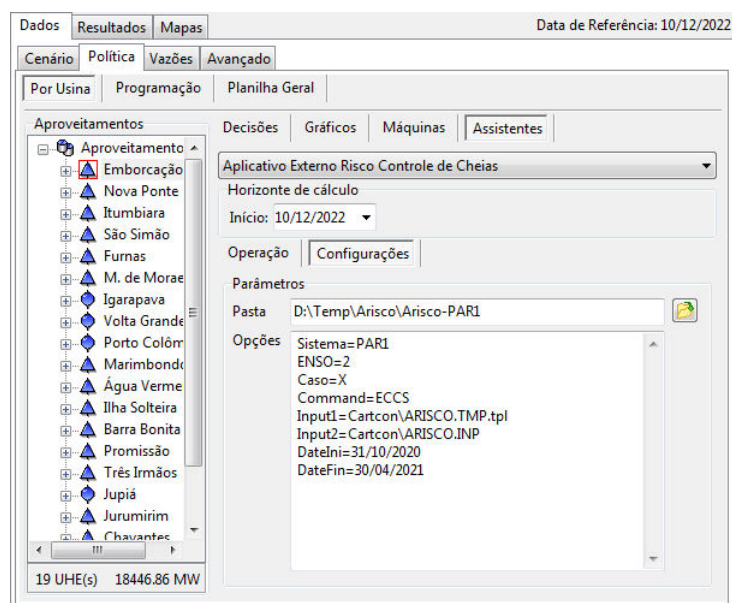 Dados Resultados Mapas Data de Referência: 10/12/2022
Cenário Política Vazões Avançado
Por Usina Programação Planilha Geral
Aproveitamentos
Aproveitamento
Emborcação
Nova Ponte
Itumbiara
São Simão
Furnas
M. de Morae
Igarapava
Volta Grande
Porto Colôm
Marimbondo
Água Verme
Ilha Solteira
Barra Bonita
Promissão
Três Irmãos
Jupiá
Jurumirim
Chavantes
19 UHE(s) 18446.86 MW
Decisões Gráficos Máquinas Assistentes
Aplicativo Externo Risco Controle de Cheias
Horizonte de cálculo
Início: 10/12/2022
Operação Configurações
Parâmetros
Pasta D:\Temp\Arisco\Arisco-PAR1
Opções Sistema=PAR1
ENSO=2
Caso=X
Command=ECCS
Input1=Cartcon\ARISCO.TMP.tpl
Input2=Cartcon\ARISCO.INP
DateIni=31/10/2020
DateFin=30/04/2021